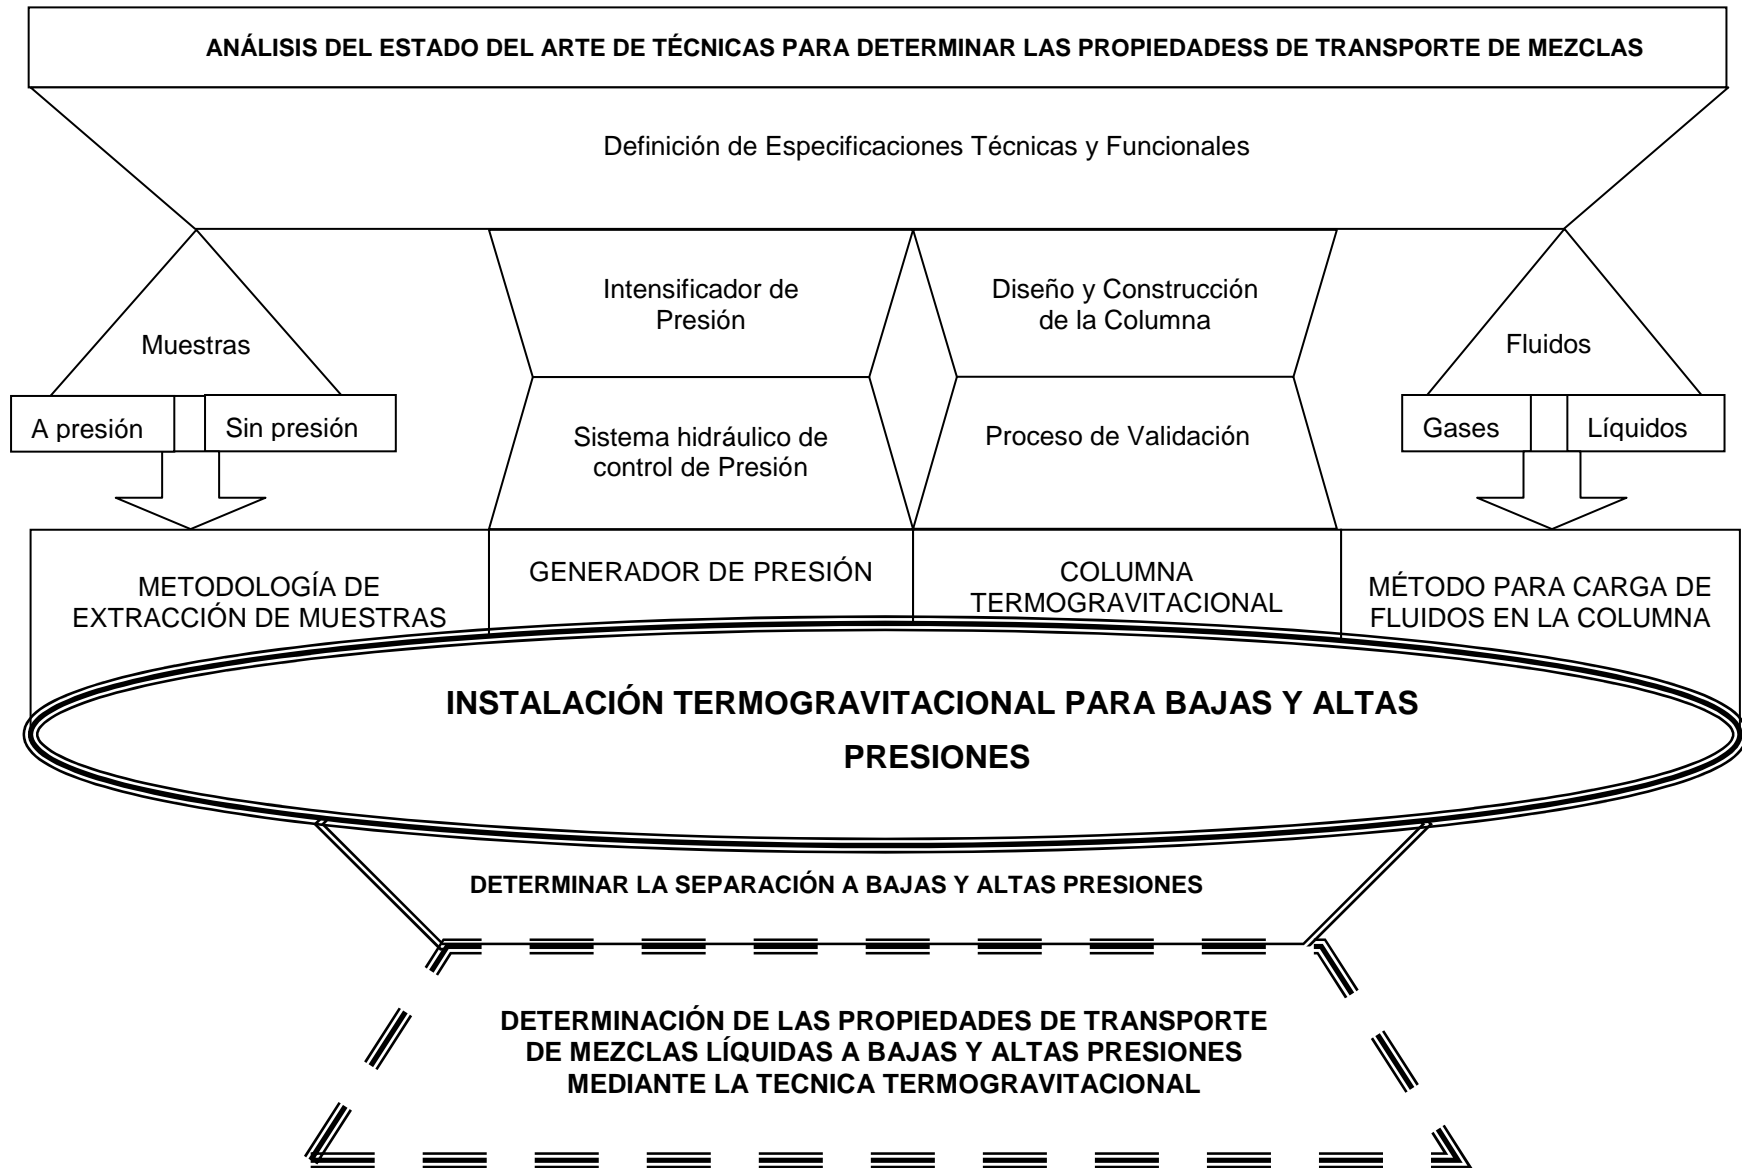 ANÁLISIS DEL ESTADO DEL ARTE DE TÉCNICAS PARA DETERMINAR LAS PROPIEDADESS DE TRANSPORTE DE MEZCLAS
Definición de Especificaciones Técnicas y Funcionales
Muestras
A presión
Sin presión
Intensificador de
Presión
Sistema hidráulico de
control de Presión
Diseño y Construcción
de la Columna
Proceso de Validación
Fluidos
Gases
Líquidos
METODOLOGÍA DE
EXTRACCIÓN DE MUESTRAS
GENERADOR DE PRESIÓN
COLUMNA
TERMOGRAVITACIONAL
MÉTODO PARA CARGA DE
FLUIDOS EN LA COLUMNA
INSTALACIÓN TERMOGRAVITACIONAL PARA BAJAS Y ALTAS
PRESIONES
DETERMINAR LA SEPARACIÓN A BAJAS Y ALTAS PRESIONES
DETERMINACIÓN DE LAS PROPIEDADES DE TRANSPORTE
DE MEZCLAS LÍQUIDAS A BAJAS Y ALTAS PRESIONES
MEDIANTE LA TECNICA TERMOGRAVITACIONAL